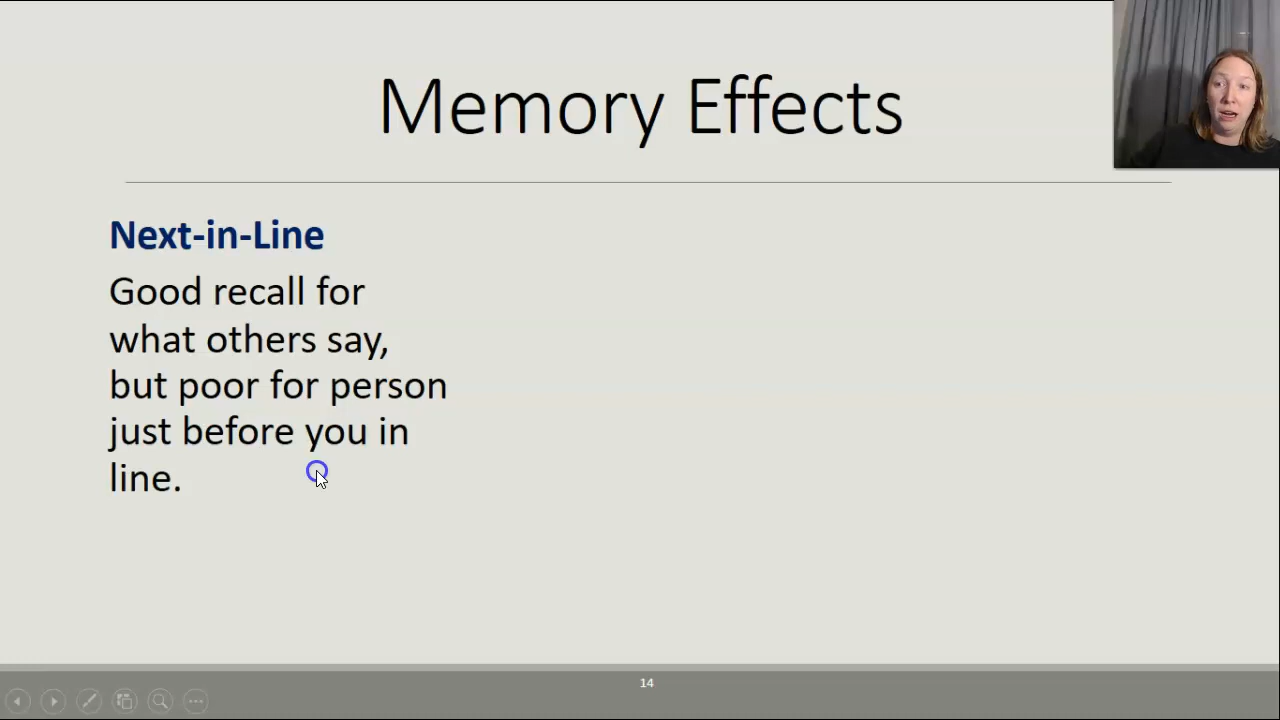 Memory Effects
Next-in-Line
Good recall for
what others say,
but poor for person
just before you in
line.
14